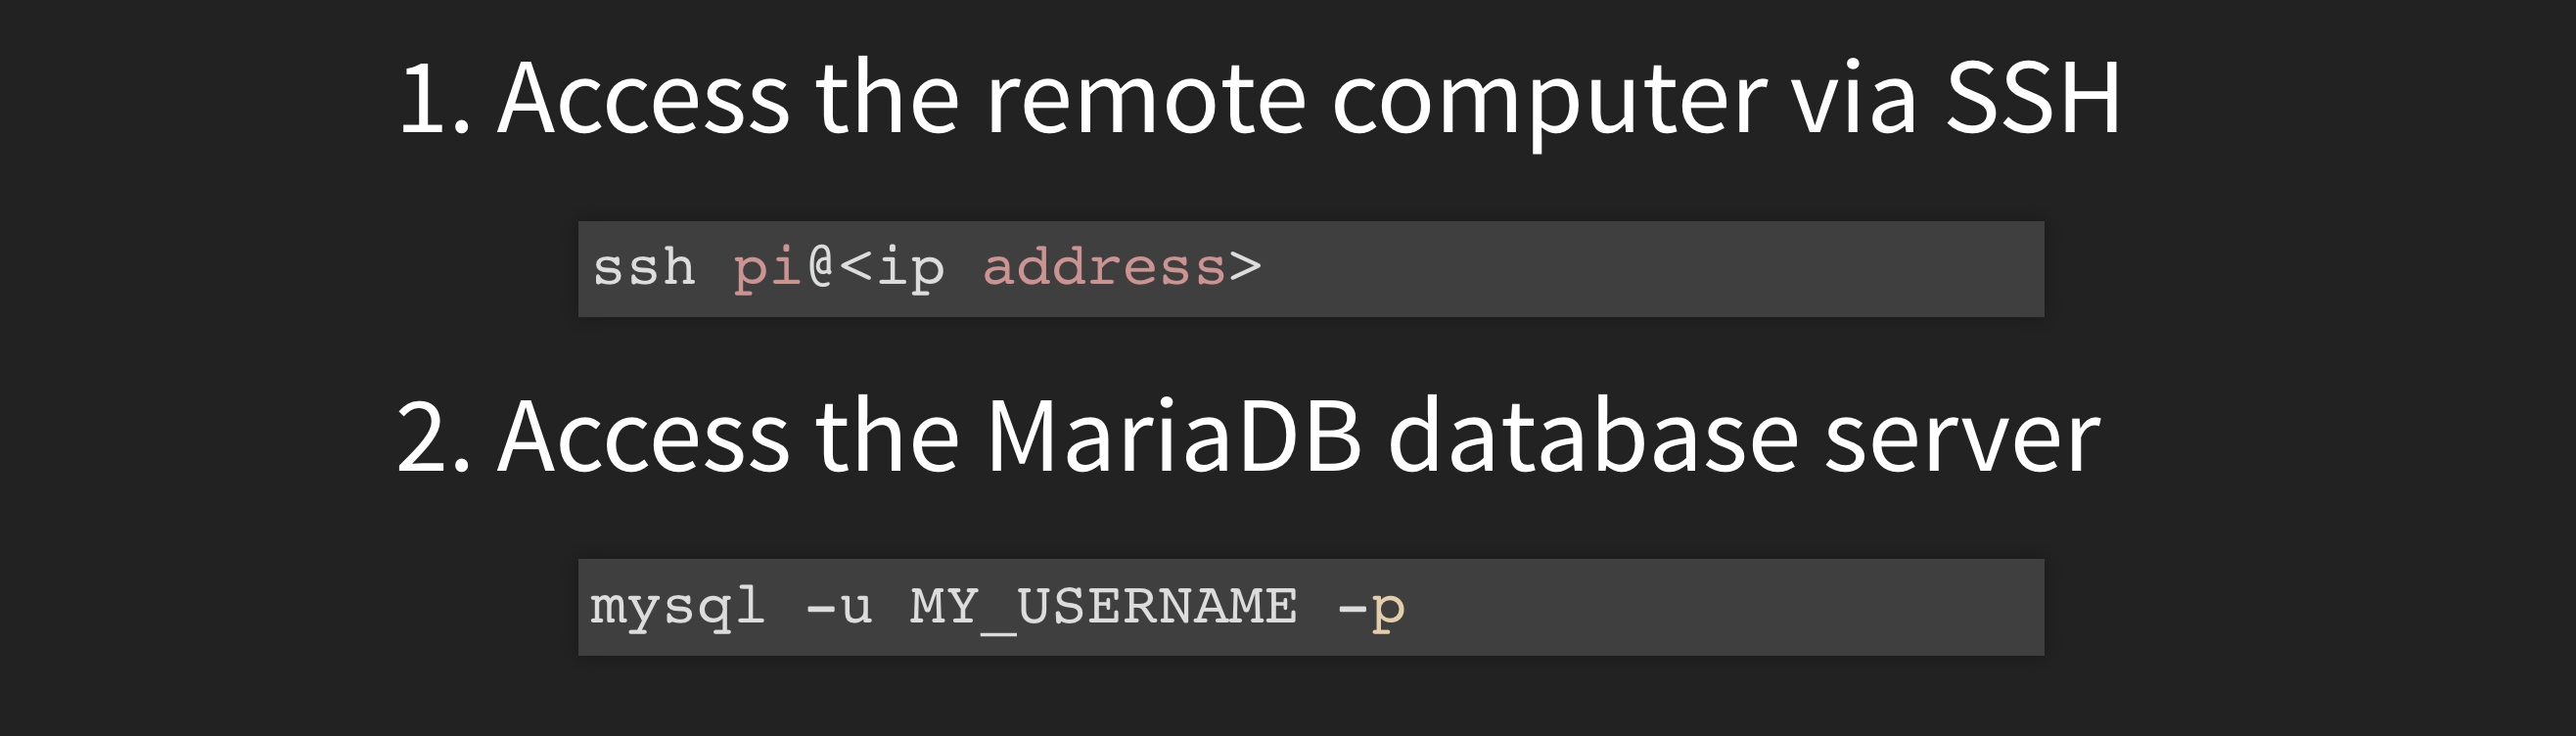 1. Access the remote computer via SSH
ssh pi@<ip address>
2. Access the MariaDB database server
mysql -u MY_USERNAME -p